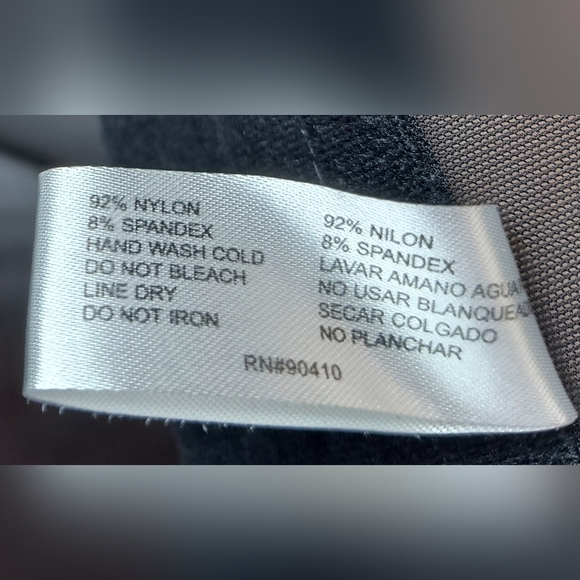 92% NYLON
8% SPANDEX
HAND WASH COLD
DO NOT BLEACH
LINE DRY
DO NOT IRON
92% NILON
8% SPANDEX
LAVAR AMANO AGUA
NO USAR
SECAR COLGADO
NO PLANCHAR
RN#90410